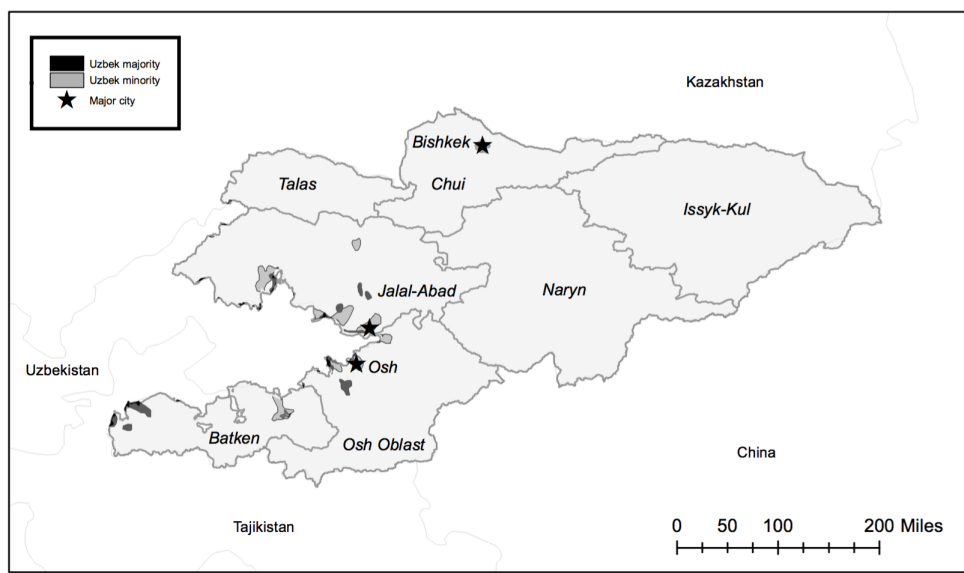 Uzbek majority
Uzbek minority
Major city
Kazakhstan
Bishkek
Talas
Chui
Issyk-Kul
Jalal-Abad
Naryn
Uzbekistan
Osh
Batken
Osh Oblast
China
Tajikistan
0 50 100 200 Miles